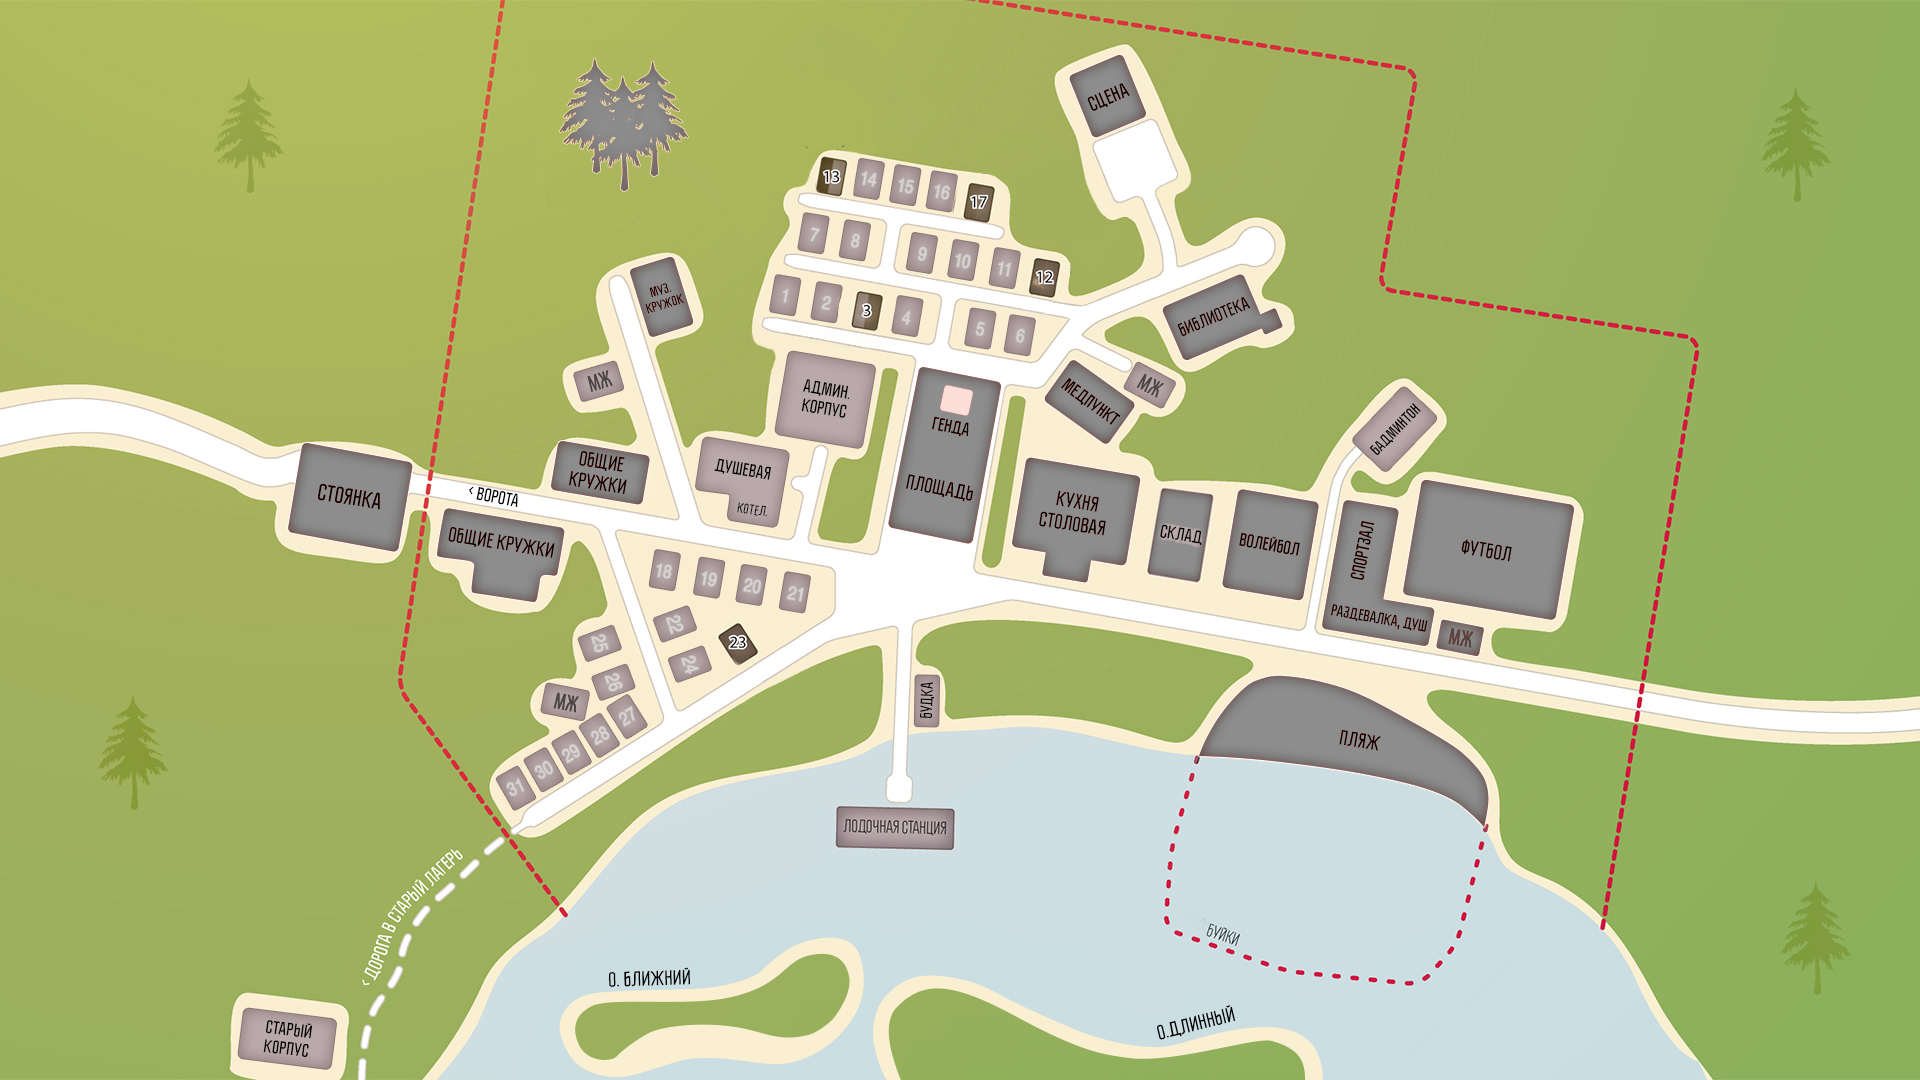 СЦЕНА
13
14
15
16
17
7
8
9
10
11
12
1
2
3
4
5
6
МУЗ.
КРУЖОК
БИБЛИОТЕКА
МЖ
АДМИН.
КОРПУС
ГЕНДА
ПЛОЩАДЬ
МЕДПУНКТ
МЖ
БАДМИНТОН
СТОЯНКА
< ВОРОТА
ОБЩИЕ
КРУЖКИ
ОБЩИЕ КРУЖКИ
ДУШЕВАЯ
КОТЕЛ.
КУХНЯ
СТОЛОВАЯ
СКЛАД
ВОЛЕЙБОЛ
СПОРТЗАЛ
РАЗДЕВАЛКА, ДУШ
ФУТБОЛ
МЖ
18
19
20
21
22
23
24
25
26
МЖ
27
28
29
30
31
БУДКА
ПЛЯЖ
ЛОДОЧНАЯ СТАНЦИЯ
< ДОРОГА В СТАРЫЙ ЛАГЕРЬ
БУЙКИ
О. БЛИЖНИЙ
О.ДЛИННЫЙ
СТАРЫЙ
КОРПУС